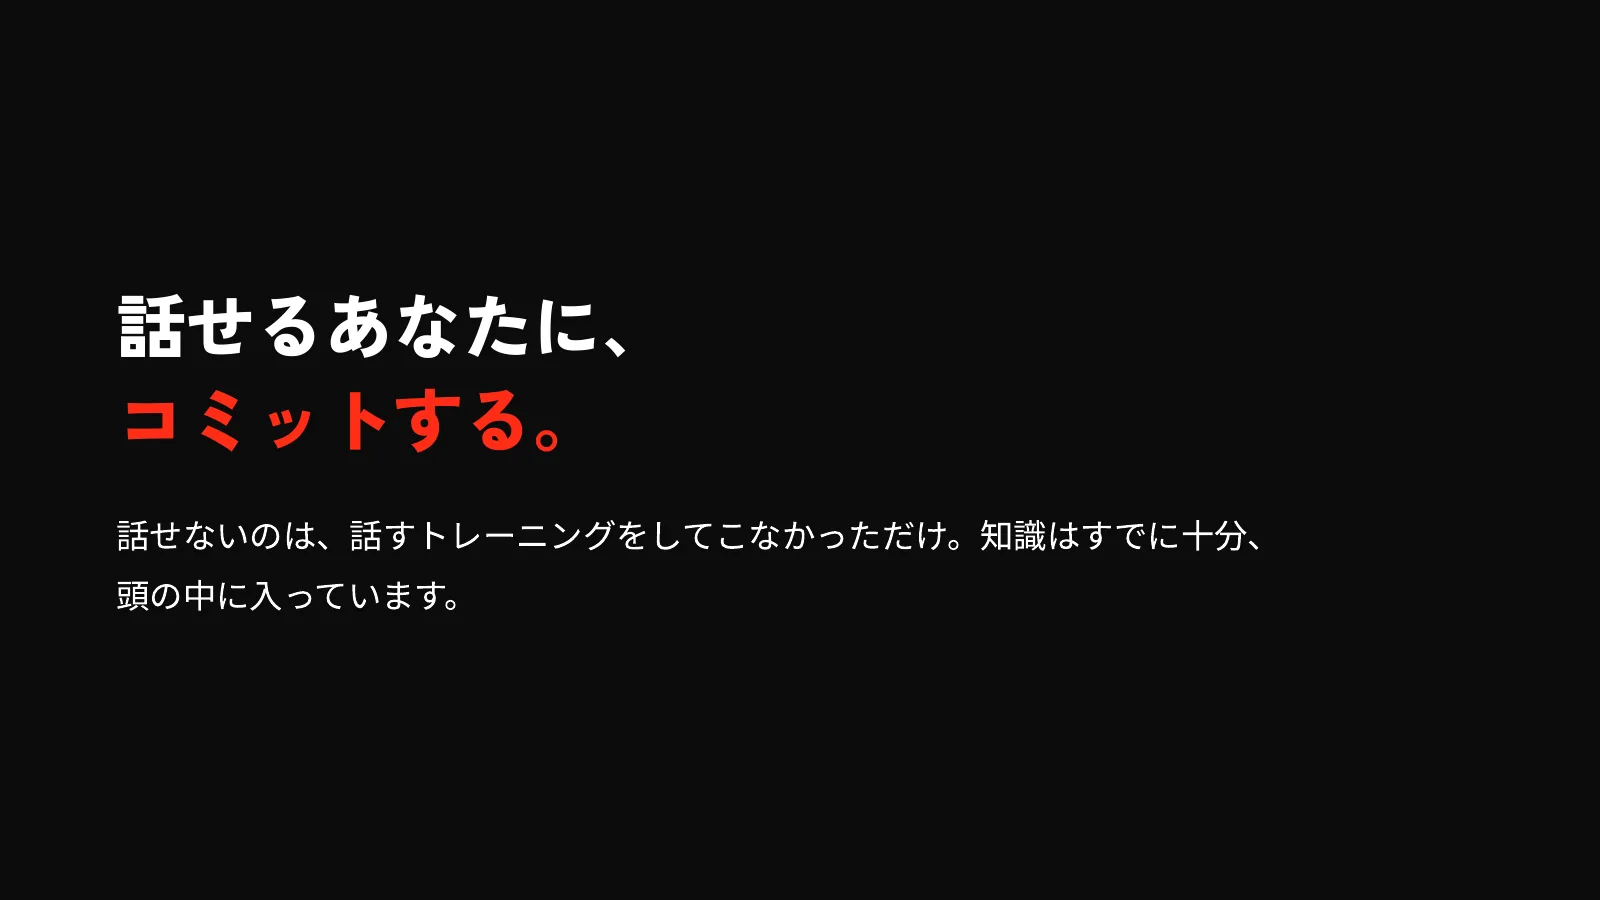 話せるあなたに、
コミットする。
話せないのは、話すトレーニングをしてこなかっただけ。知識はすでに十分、
頭の中に入っています。